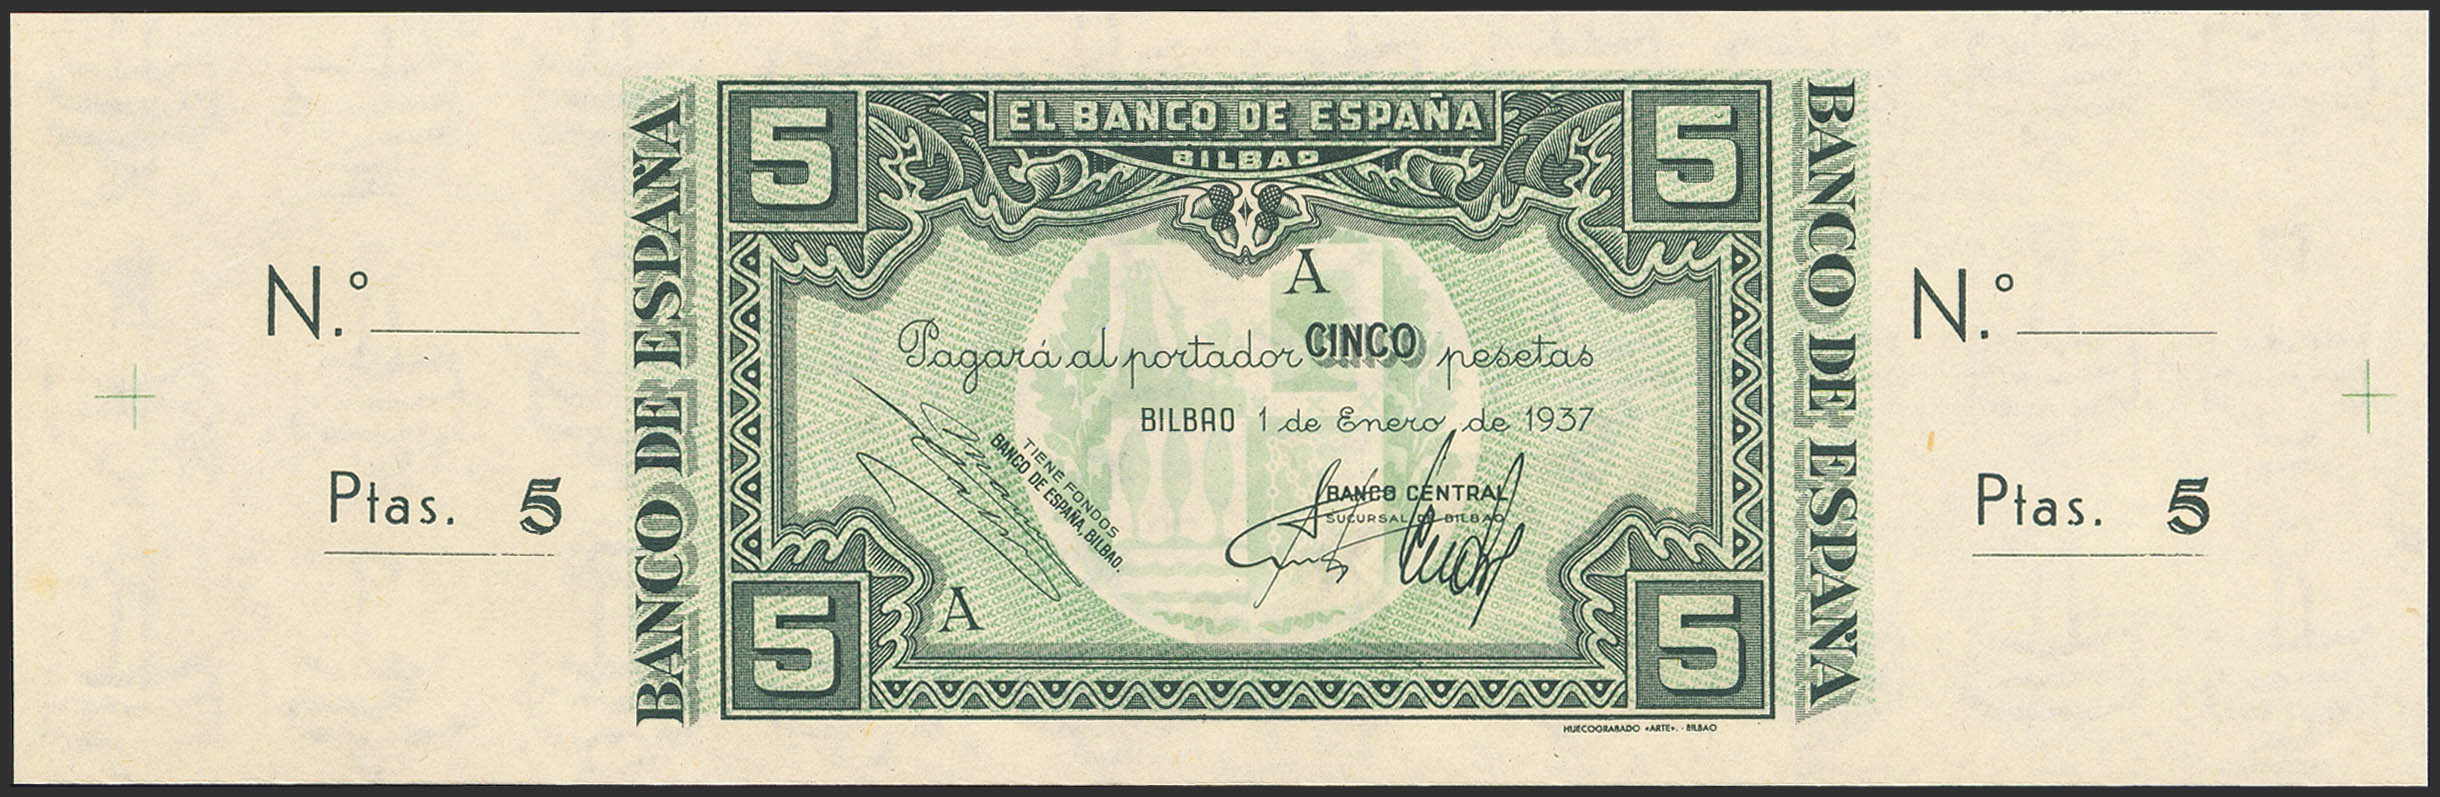 EL BANCO DE ESPAÑA
BILBAO
5
5
BANCO DE ESPAÑA
BANCO DE ESPAÑA
N.º
N.º
A
Pagará al portador CINCO pesetas
BILBAO 1 de Enero de 1937
TIENE FONDOS
BANCO DE ESPAÑA, BILBAO.
BANCO CENTRAL
SUCURSAL DE BILBAO
Ptas. 5
Ptas. 5
A
5
5
HUECOGRABADO «ARTE». - BILBAO